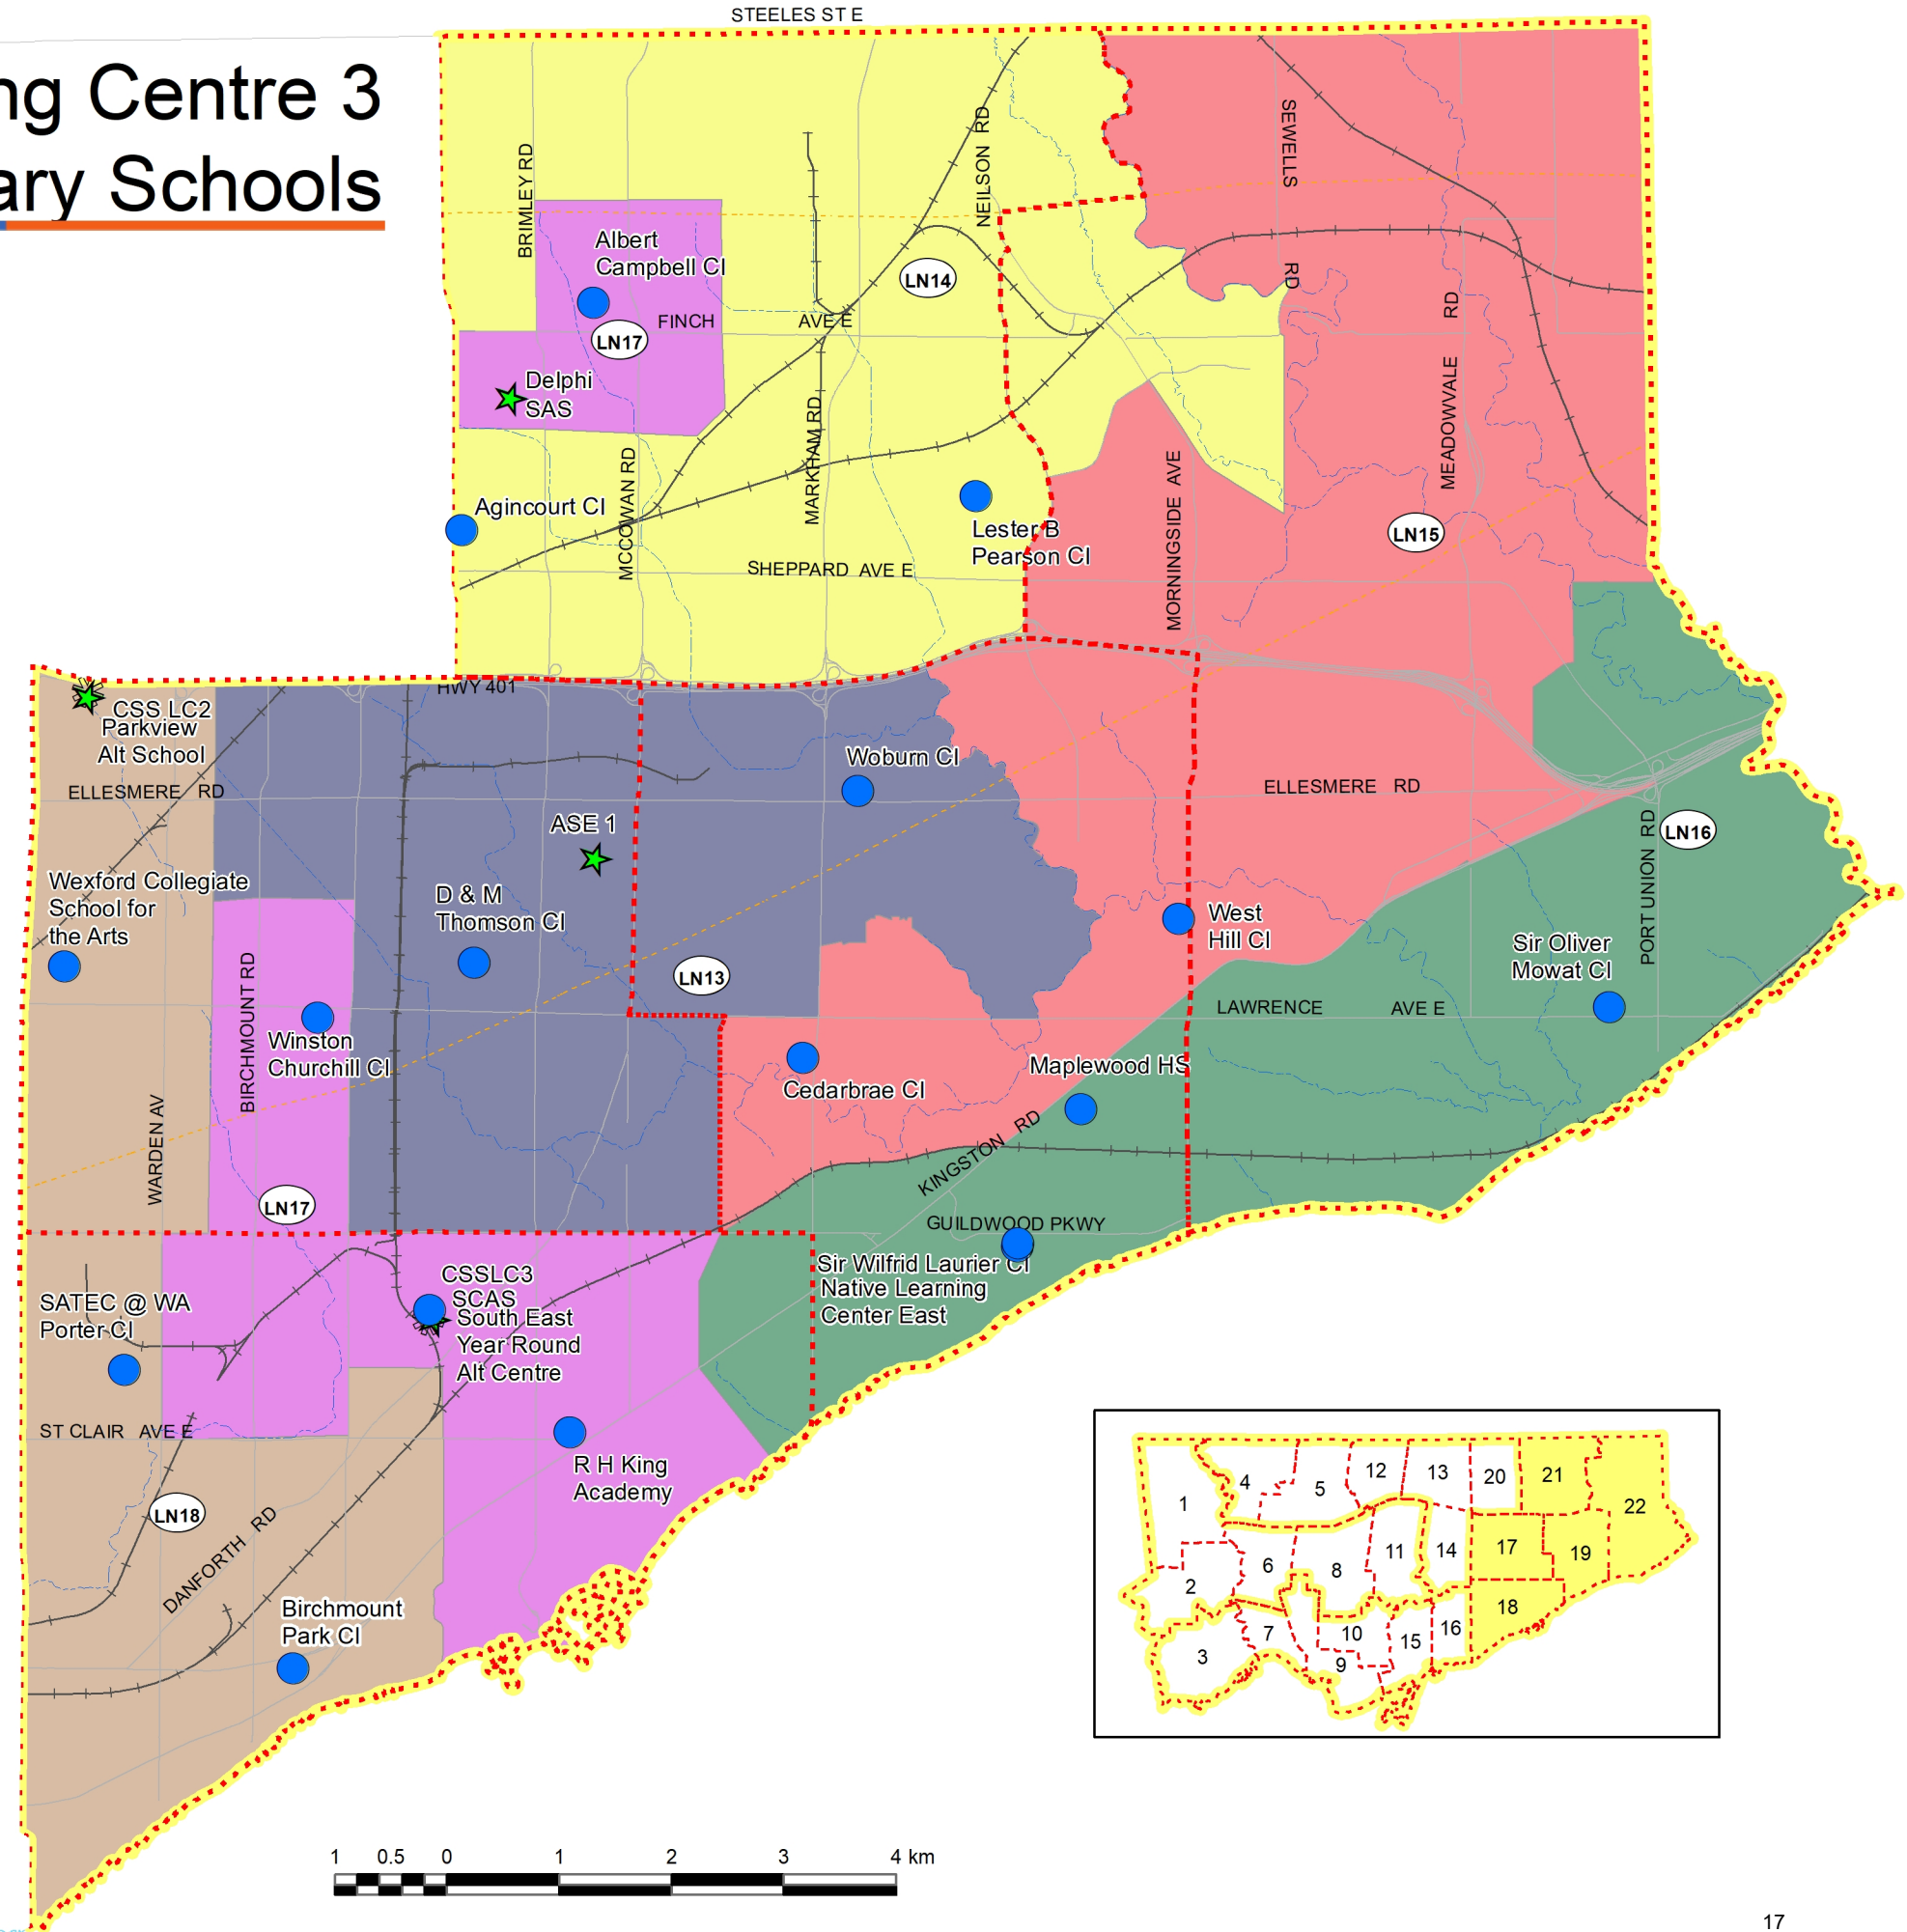 STEELES ST E
ng Centre 3
ary Schools
BRIMLEY RD
NEILSON RD
SEWELLS
RD
Albert
Campbell CI
LN14
LN17
FINCH
AVE E
MEADOWVALE
RD
Delphi
SAS
MCCOWAN RD
MARKHAM RD
Agincourt CI
Lester B
Pearson CI
MORNINGSIDE AVE
LN15
SHEPPARD AVE E
HWY 401
CSS LC2
Parkview
Alt School
Woburn CI
ELLESMERE RD
ELLESMERE RD
ASE 1
PORT UNION RD
LN16
Wexford Collegiate
School for
the Arts
D & M
Thomson CI
West
Hill CI
Sir Oliver
Mowat CI
LN13
BIRCHMOUNT RD
LAWRENCE
AVE E
Winston
Churchill CI
Cedarbrae CI
Maplewood HS
WARDEN AV
KINGSTON RD
LN17
GUILDWOOD PKWY
Sir Wilfrid Laurier CI
Native Learning
Center East
CSSLC3
SCAS
South East
Year Round
Alt Centre
SATEC @ WA
Porter CI
ST CLAIR AVE E
R H King
Academy
LN18
DANFORTH RD
Birchmount
Park CI
1
2
3
4
5
6
7
8
9
10
11
12
13
14
15
16
17
18
19
20
21
22
1 0.5 0 1 2 3 4 km
17